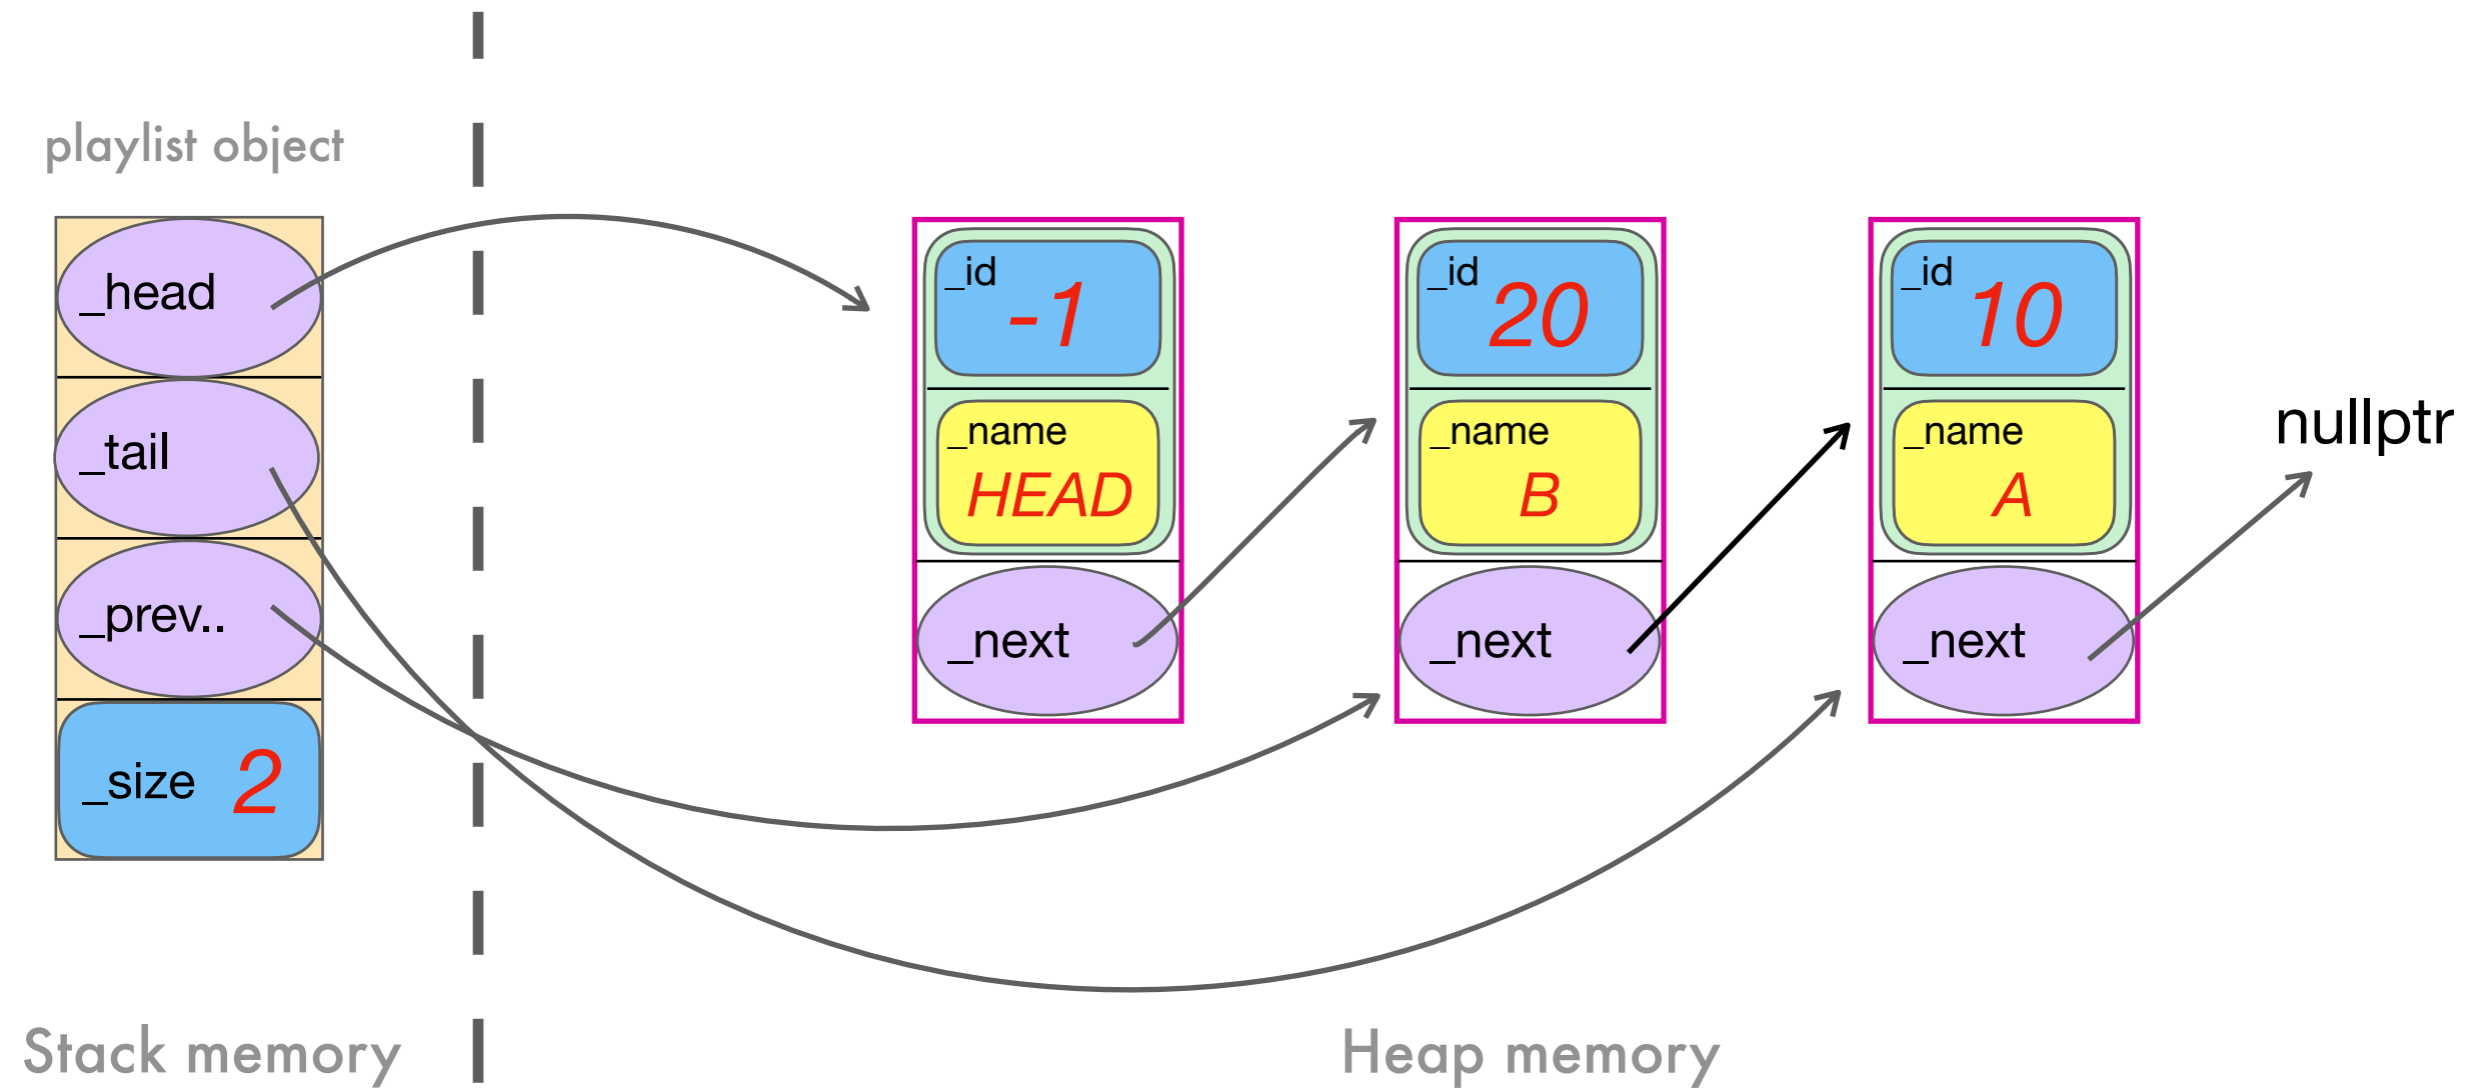 playlist object
_head
_tail
_prev..
_size 2
Stack memory
_id -1
_name
HEAD
_next
_id 20
_name
B
_next
_id 10
_name
A
_next
nullptr
Heap memory